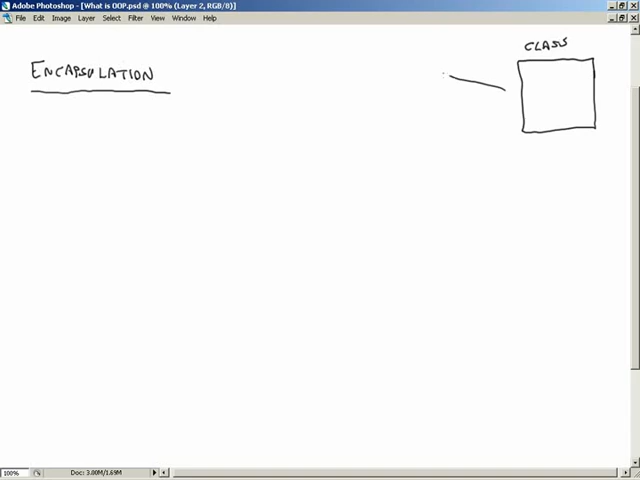 Adobe Photoshop - [What is OOP.psd @ 100% (Layer 2, RGB/8)]
File Edit Image Layer Select Filter View Window Help
CLASS
ENCAPSULATION
100% Doc: 3.00M/1.69M